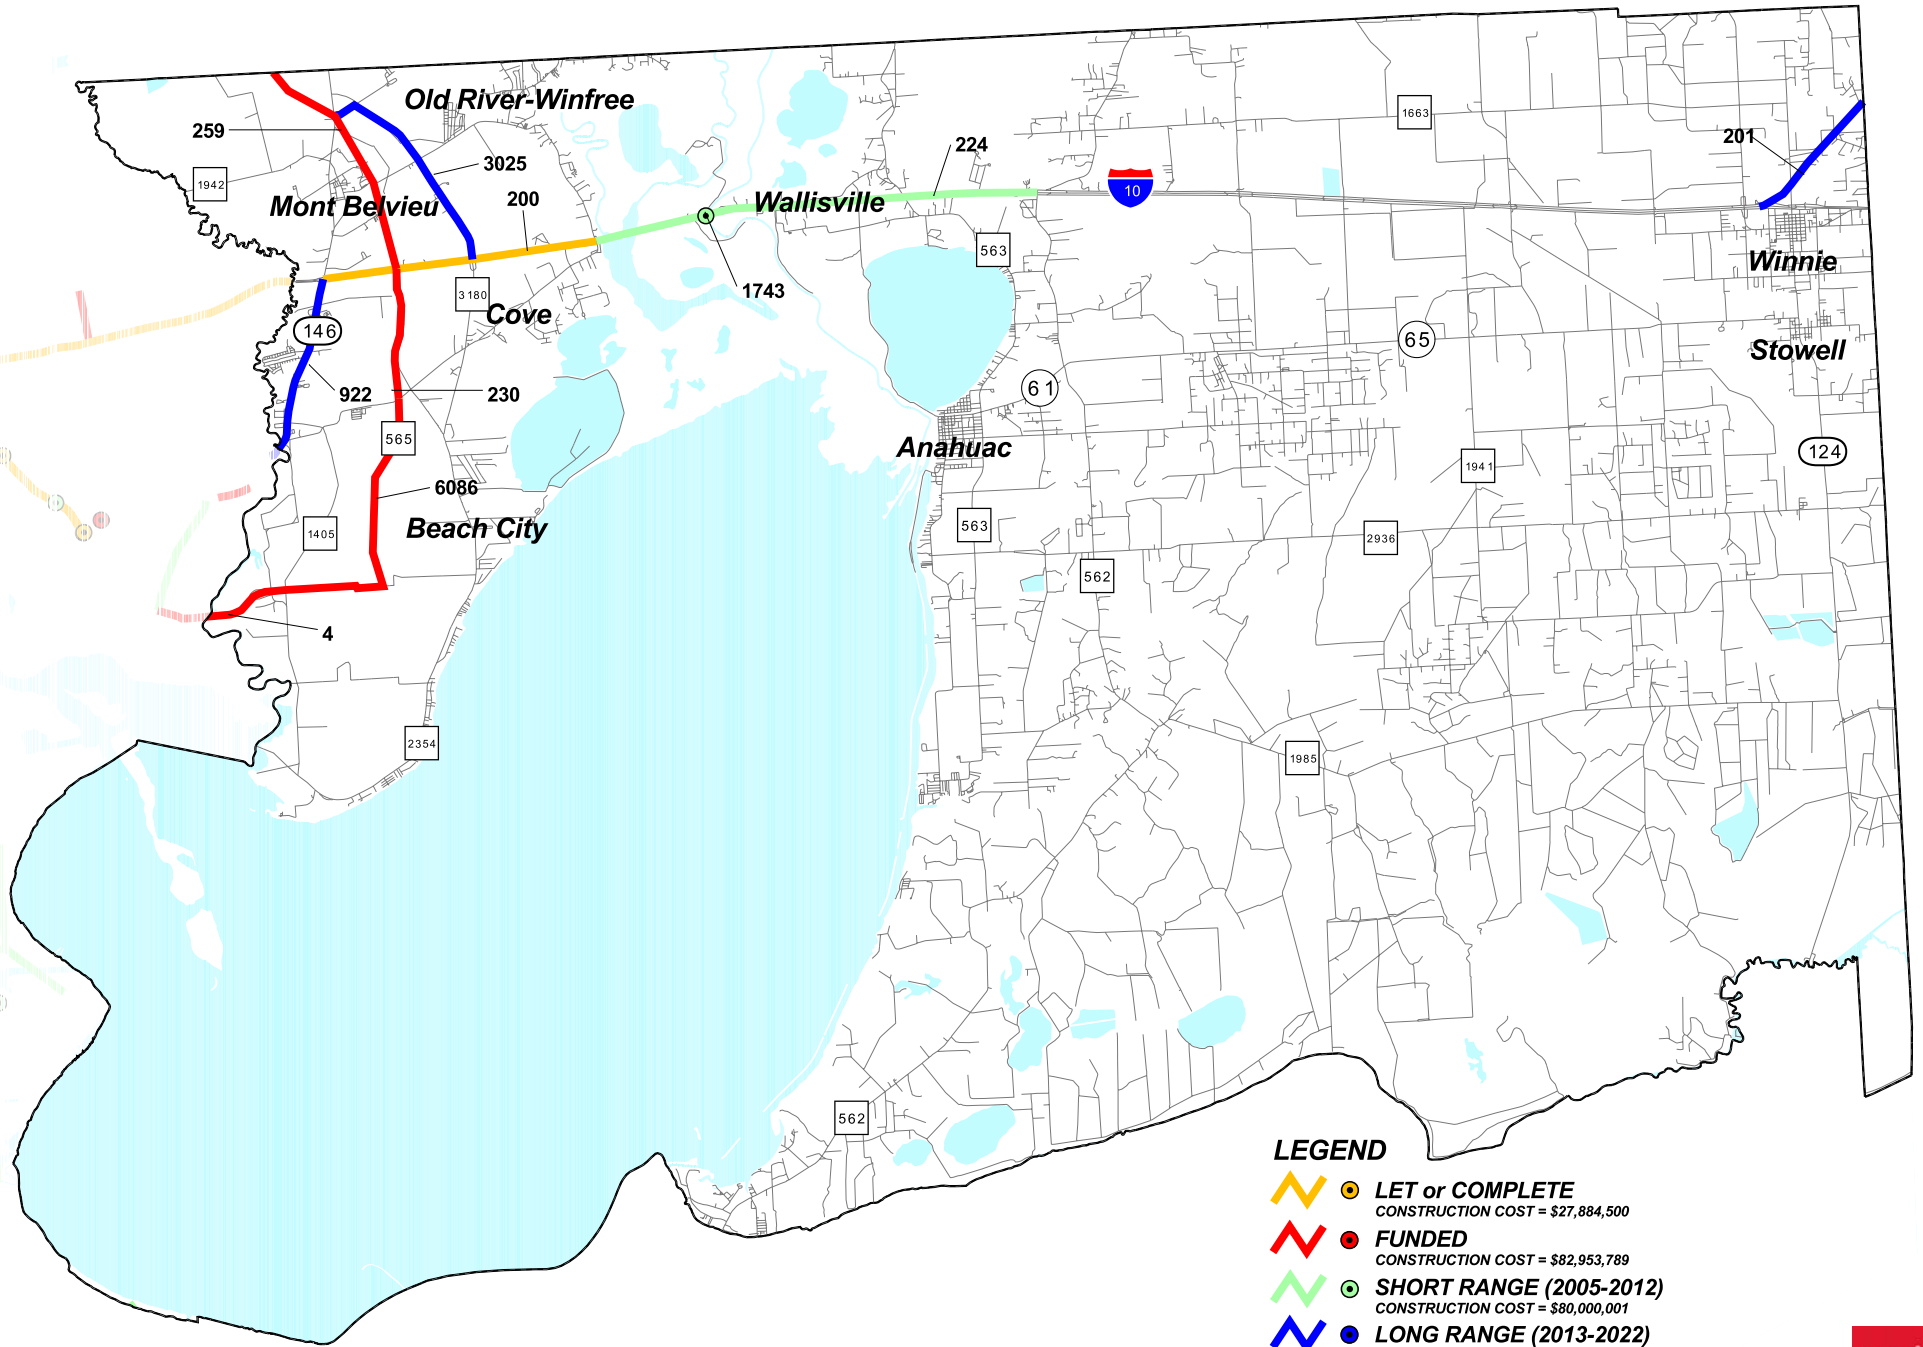 Old River-Winfree
259
1663
224
201
3025
1942
10
200
Wallisville
Mont Belvieu
563
Winnie
1743
3180
Cove
146
65
Stowell
61
922
230
565
Anahuac
124
1941
6086
Beach City
563
1405
2936
562
4
2354
1985
562
LEGEND
LET or COMPLETE
CONSTRUCTION COST = $27,884,500
FUNDED
CONSTRUCTION COST = $82,953,789
SHORT RANGE (2005-2012)
CONSTRUCTION COST = $80,000,001
LONG RANGE (2013-2022)